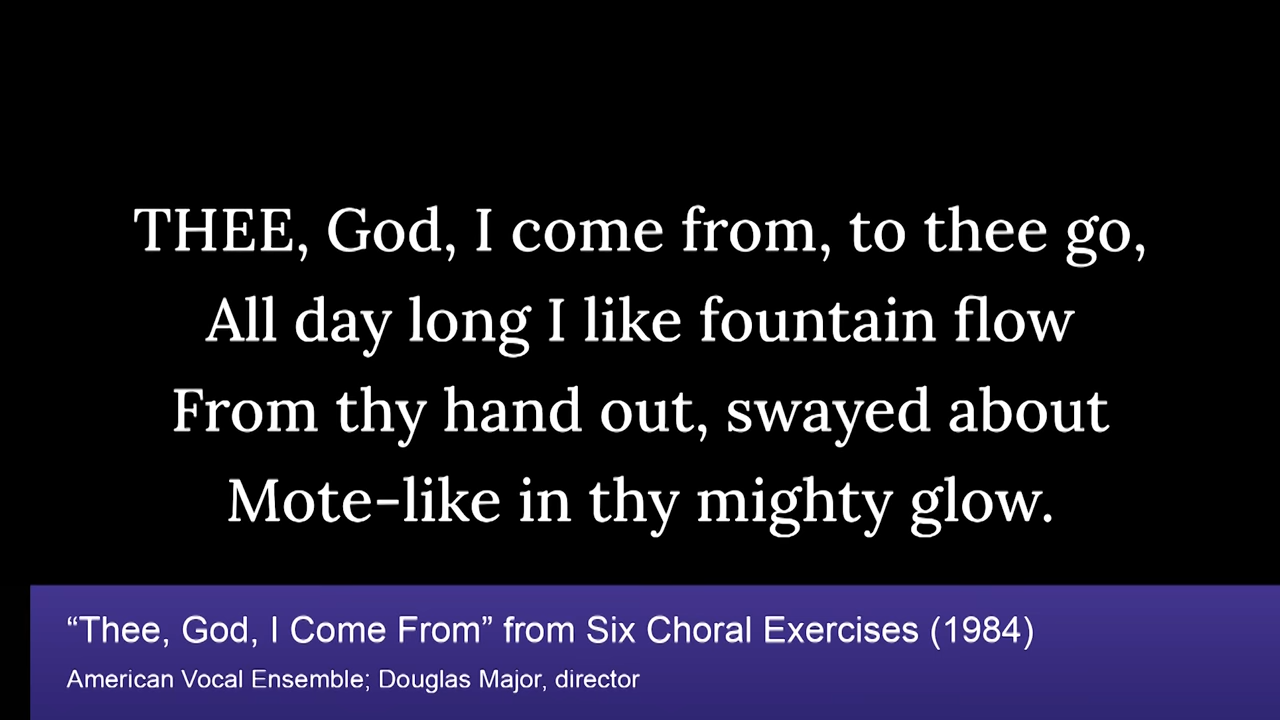 THEE, God, I come from, to thee go,
All day long I like fountain flow
From thy hand out, swayed about
Mote-like in thy mighty glow.
“Thee, God, I Come From” from Six Choral Exercises (1984)
American Vocal Ensemble; Douglas Major, director